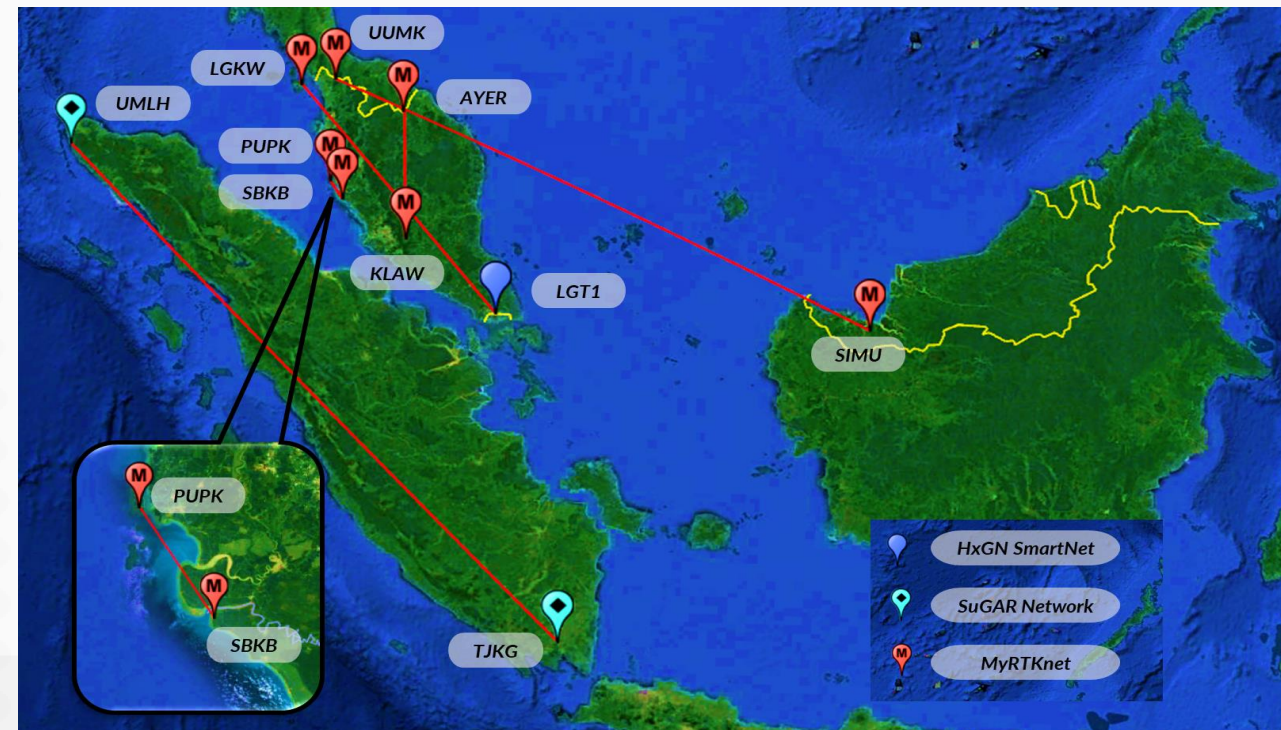 UUMK
LGKW
M
M
M
AYER
UMLH
PUPK
M
M
SBKB
M
KLAW
LGT1
M
SIMU
M
PUPK
M
SBKB
TJKG
HxGN SmartNet
SuGAR Network
M
MyRTKnet